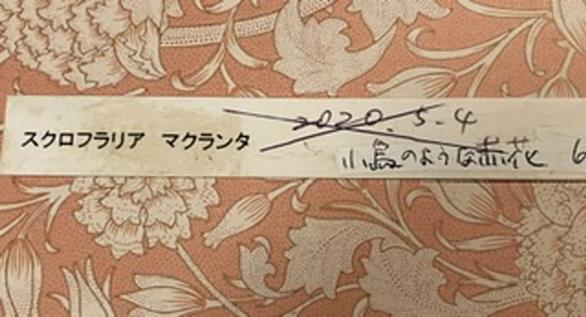 2020.5-4
スクロフラリア マクランタ
小鳥のような赤花 6